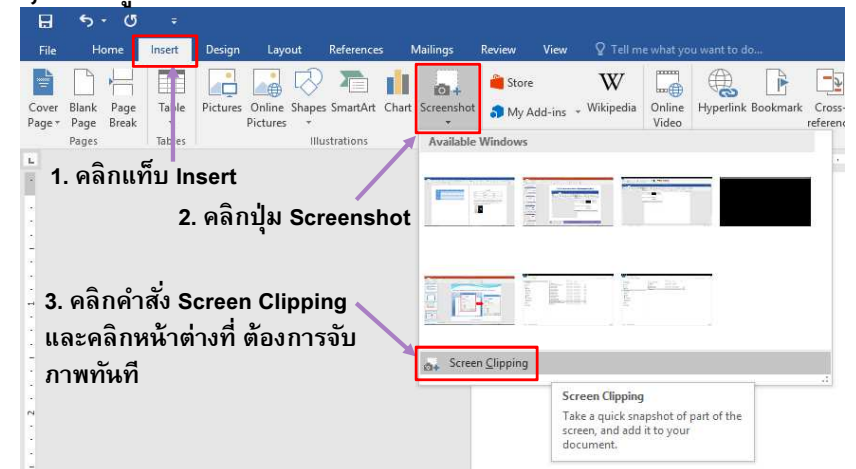 File Home Insert Design Layout References Mailings Review View Tell me what you want to do...
Cover Page
Blank Page
Page Break
Table
Pictures
Online Pictures
Shapes
SmartArt
Chart
Screenshot
Store
My Add-ins
Wikipedia
Online Video
Hyperlink
Bookmark
Cross-
Pages
Tables
Illustrations
Available Windows
1. คลิกแท็บ Insert
2. คลิกปุ่ม Screenshot
3. คลิกคำสั่ง Screen Clipping
และคลิกหน้าต่างที่ ต้องการจับ
ภาพทันที
Screen Clipping
Screen Clipping
Take a quick snapshot of part of the
screen, and add it to your
document.